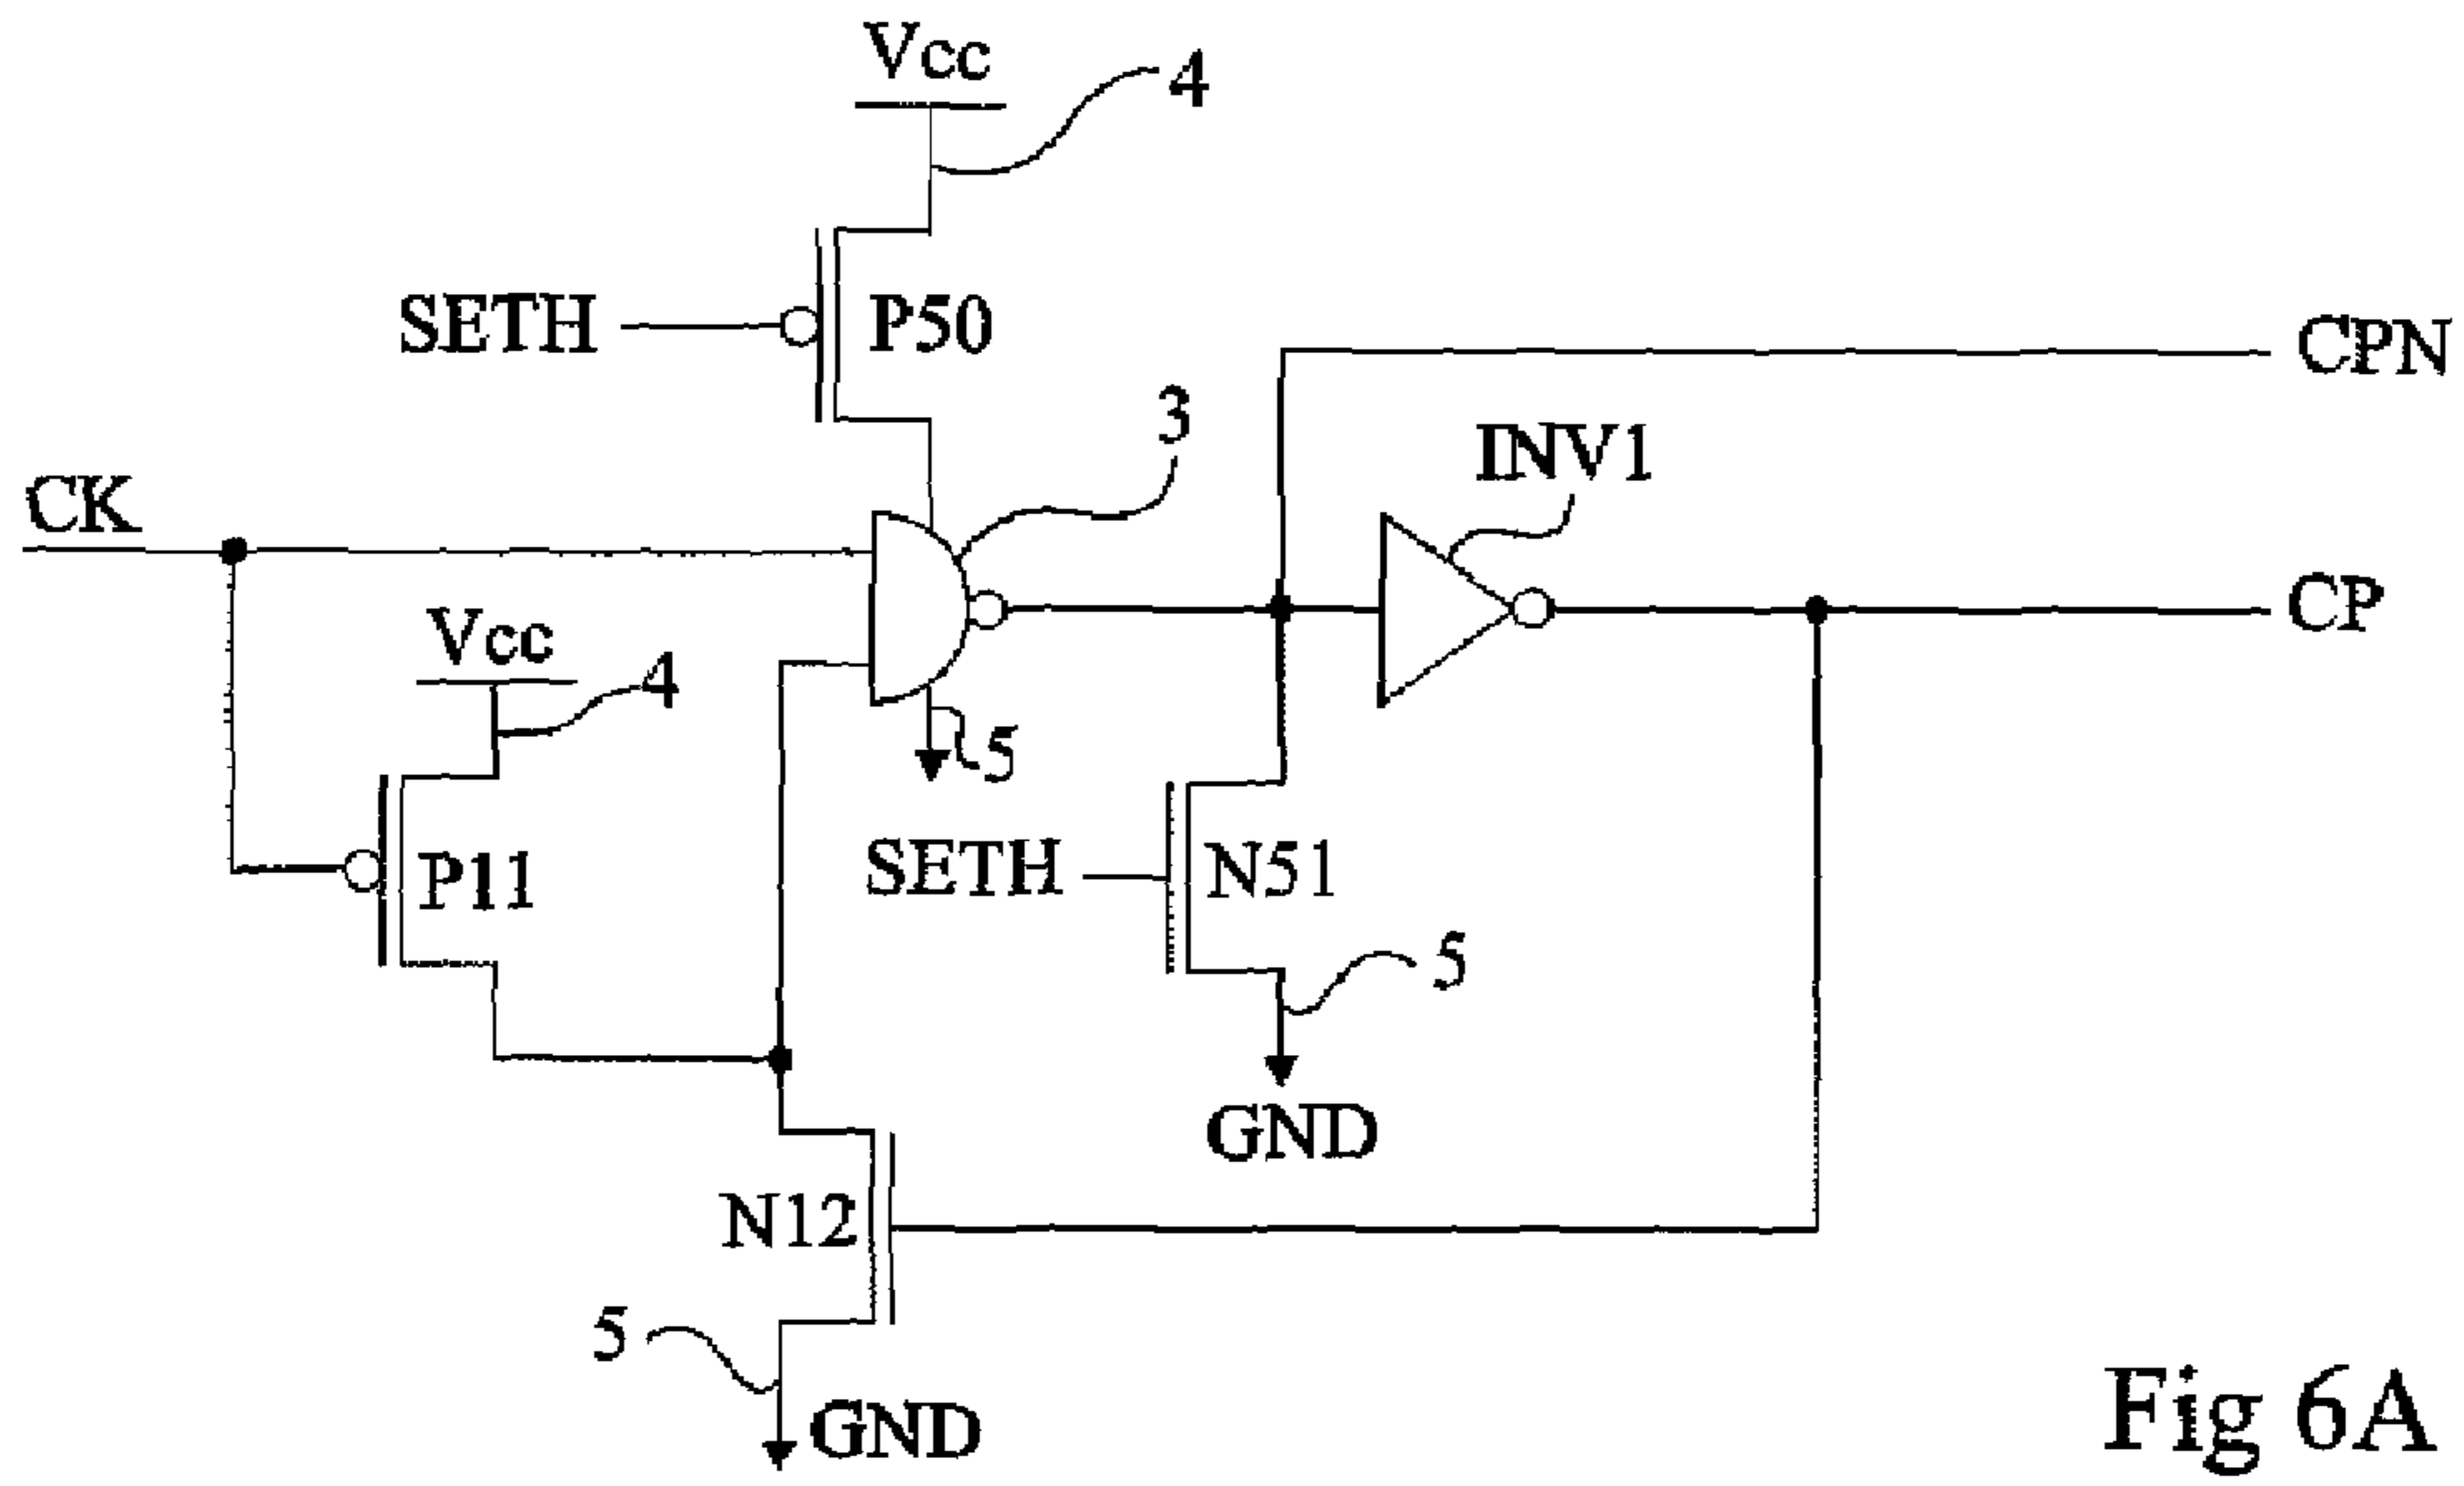 Vcc
4
SETH
P50
CPN
3
INV1
CK
CP
Vcc
4
5
P11
SETH
N51
5
GND
N12
5
GND
Fig 6A